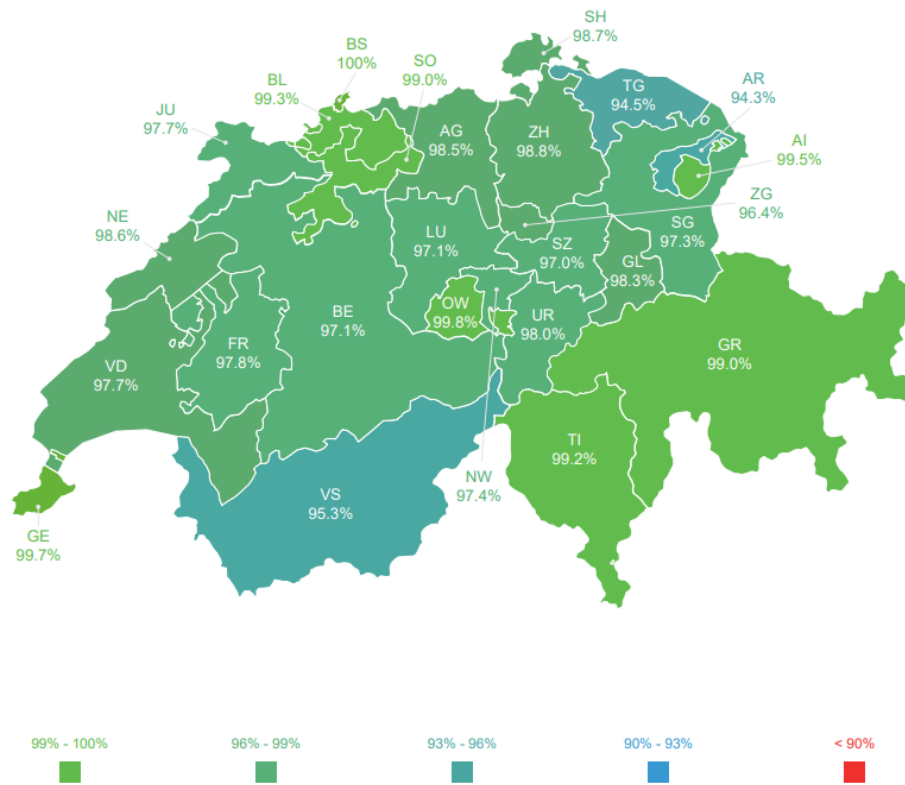 SH
98.7%
BS
100%
SO
99.0%
BL
99.3%
TG
94.5%
AR
94.3%
JU
97.7%
AG
98.5%
ZH
98.8%
AI
99.5%
ZG
96.4%
NE
98.6%
LU
97.1%
SZ
97.0%
SG
97.3%
GL
98.3%
OW
99.8%
UR
98.0%
BE
97.1%
FR
97.8%
GR
99.0%
VD
97.7%
TI
99.2%
NW
97.4%
VS
95.3%
GE
99.7%
99% - 100%
96% - 99%
93% - 96%
90% - 93%
< 90%